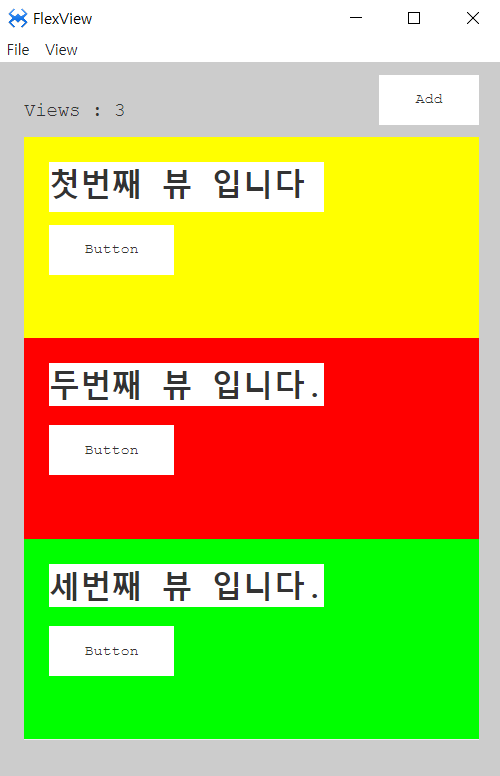 FlexView
File View
Add
Views : 3
첫번째 뷰 입니다
Button
두번째 뷰 입니다.
Button
세번째 뷰 입니다.
Button